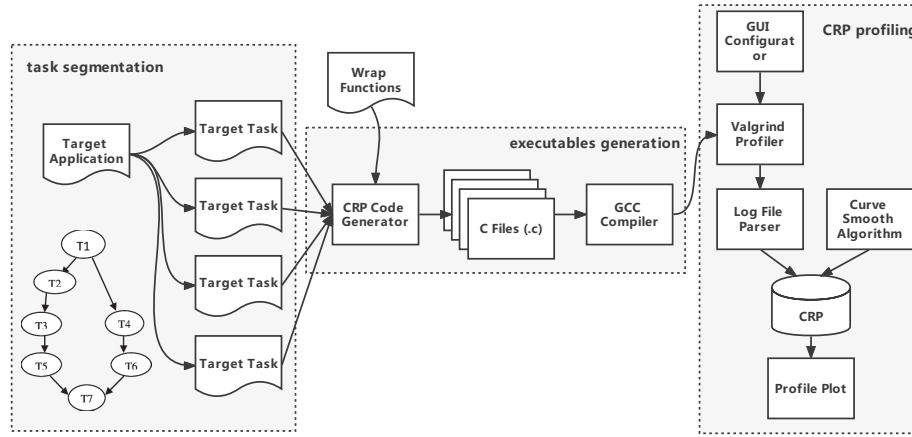 task segmentation
Target
Application
Target Task
Target Task
Target Task
Target Task
T1
T2
T3
T4
T5
T6
T7
Wrap
Functions
executables generation
CRP Code
Generator
C Files (.c)
GCC
Compiler
CRP profiling
GUI
Configurat
or
Valgrind
Profiler
Log File
Parser
Curve
Smooth
Algorithm
CRP
Profile Plot